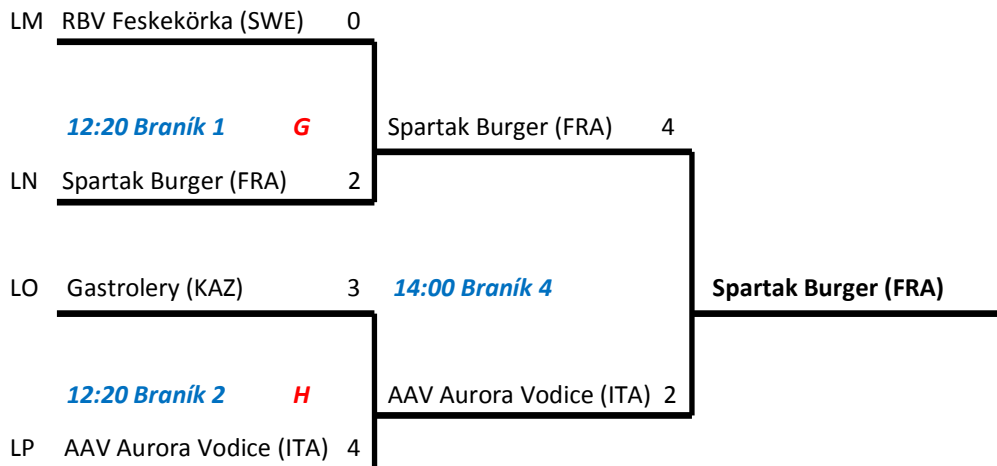 LM RBV Feskekörka (SWE) 0
12:20 Braník 1 G
Spartak Burger (FRA) 4
LN Spartak Burger (FRA) 2
LO Gastrolery (KAZ) 3
14:00 Braník 4
Spartak Burger (FRA)
12:20 Braník 2 H
AAV Aurora Vodice (ITA) 2
LP AAV Aurora Vodice (ITA) 4